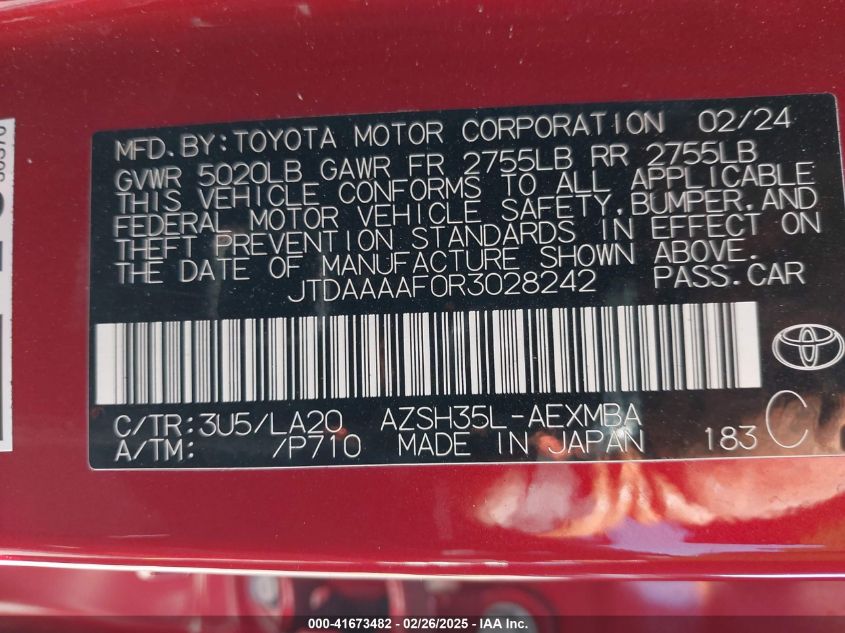 MFD.BY:TOYOTA MOTOR CORPORATION 02/24
GVWR 5020LB GAWR FR 2755LB RR 2755LB
THIS VEHICLE CONFORMS TO ALL APPLICABLE
FEDERAL MOTOR VEHICLE SAFETY,BUMPER,AND
THEFT PREVENTION STANDARDS IN EFFECT ON
THE DATE OF MANUFACTURE SHOWN ABOVE.
JTDAAAAF0R3028242 PASS.CAR
C/TR:3U5/LA20 AZSH35L-AEXMBA
A/TM: /P710 MADE IN JAPAN 183 C
000-41673482 - 02/26/2025 - IAA Inc.